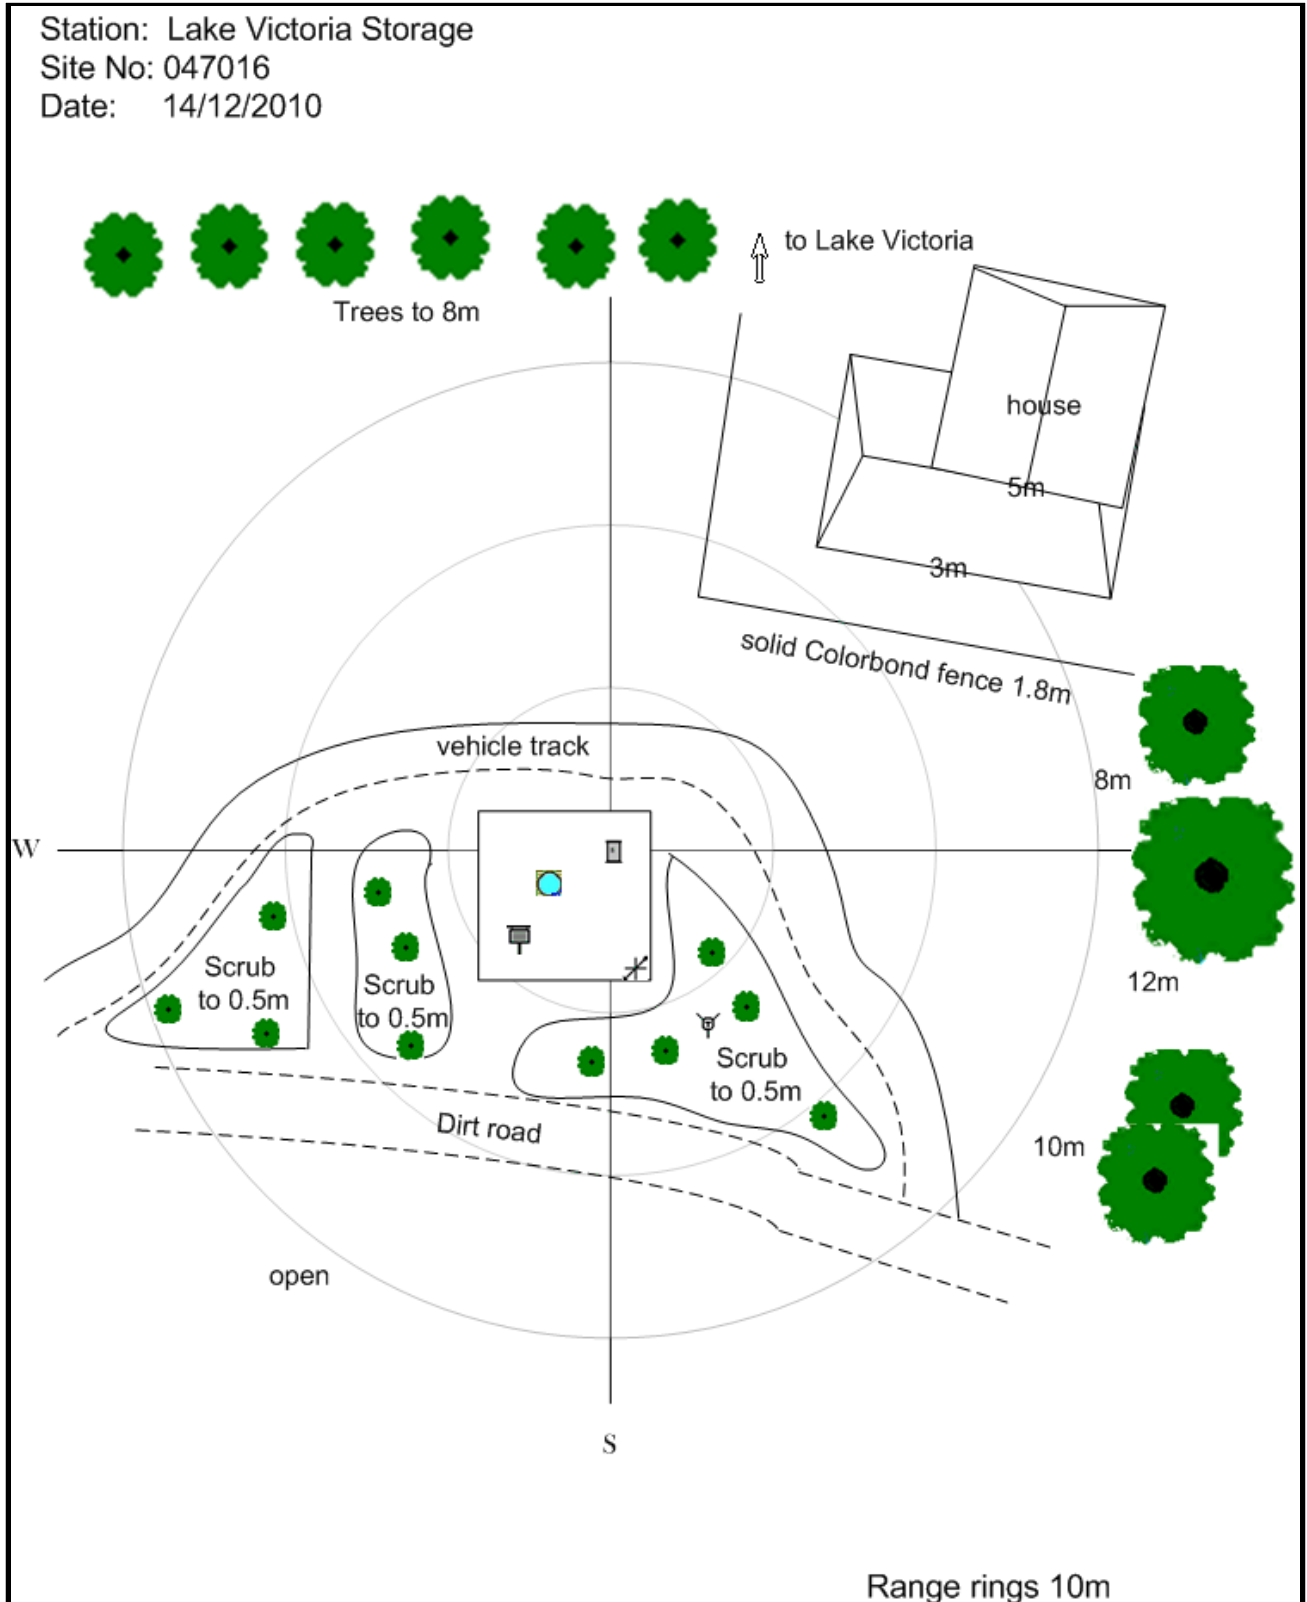 Station: Lake Victoria Storage
Site No: 047016
Date: 14/12/2010
to Lake Victoria
Trees to 8m
house
5m
3m
solid Colorbond fence 1.8m
vehicle track
8m
W
Scrub
to 0.5m
Scrub
to 0.5m
12m
Scrub
to 0.5m
Dirt road
10m
open
S
Range rings 10m